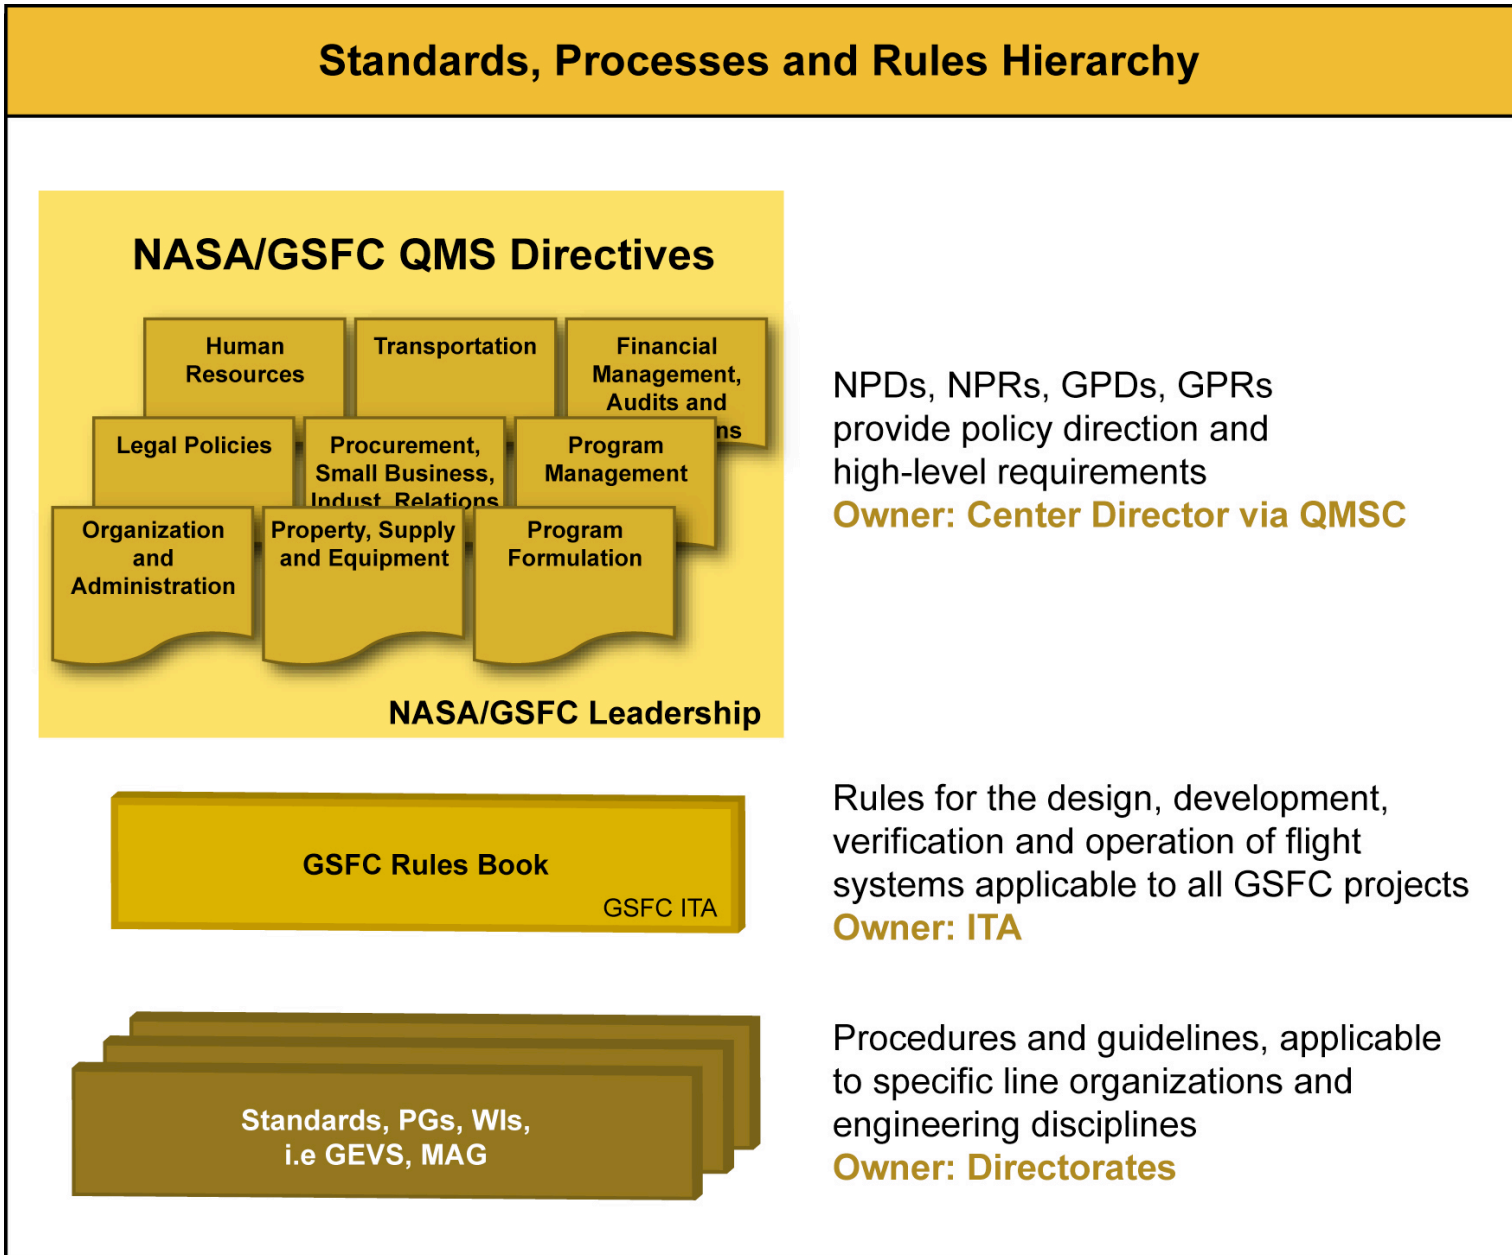 Standards, Processes and Rules Hierarchy
NASA/GSFC QMS Directives
Human
Resources
Transportation
Financial
Management,
Audits and
ns
Legal Policies
Procurement,
Small Business,
Indust. Relations
Program
Management
Organization
and
Administration
Property, Supply
and Equipment
Program
Formulation
NASA/GSFC Leadership
NPDs, NPRs, GPDs, GPRs
provide policy direction and
high-level requirements
Owner: Center Director via QMSC
GSFC Rules Book
GSFC ITA
Rules for the design, development,
verification and operation of flight
systems applicable to all GSFC projects
Owner: ITA
Standards, PGs, WIs,
i.e GEVS, MAG
Procedures and guidelines, applicable
to specific line organizations and
engineering disciplines
Owner: Directorates